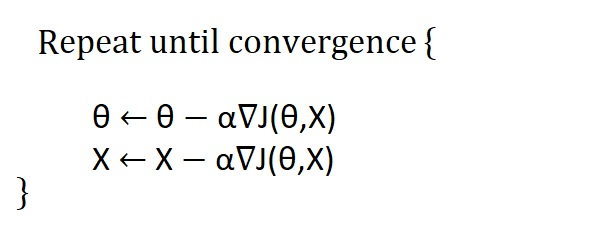 Repeat until convergence {
θ ← θ − α∇J(θ,X)
X ← X − α∇J(θ,X)
}